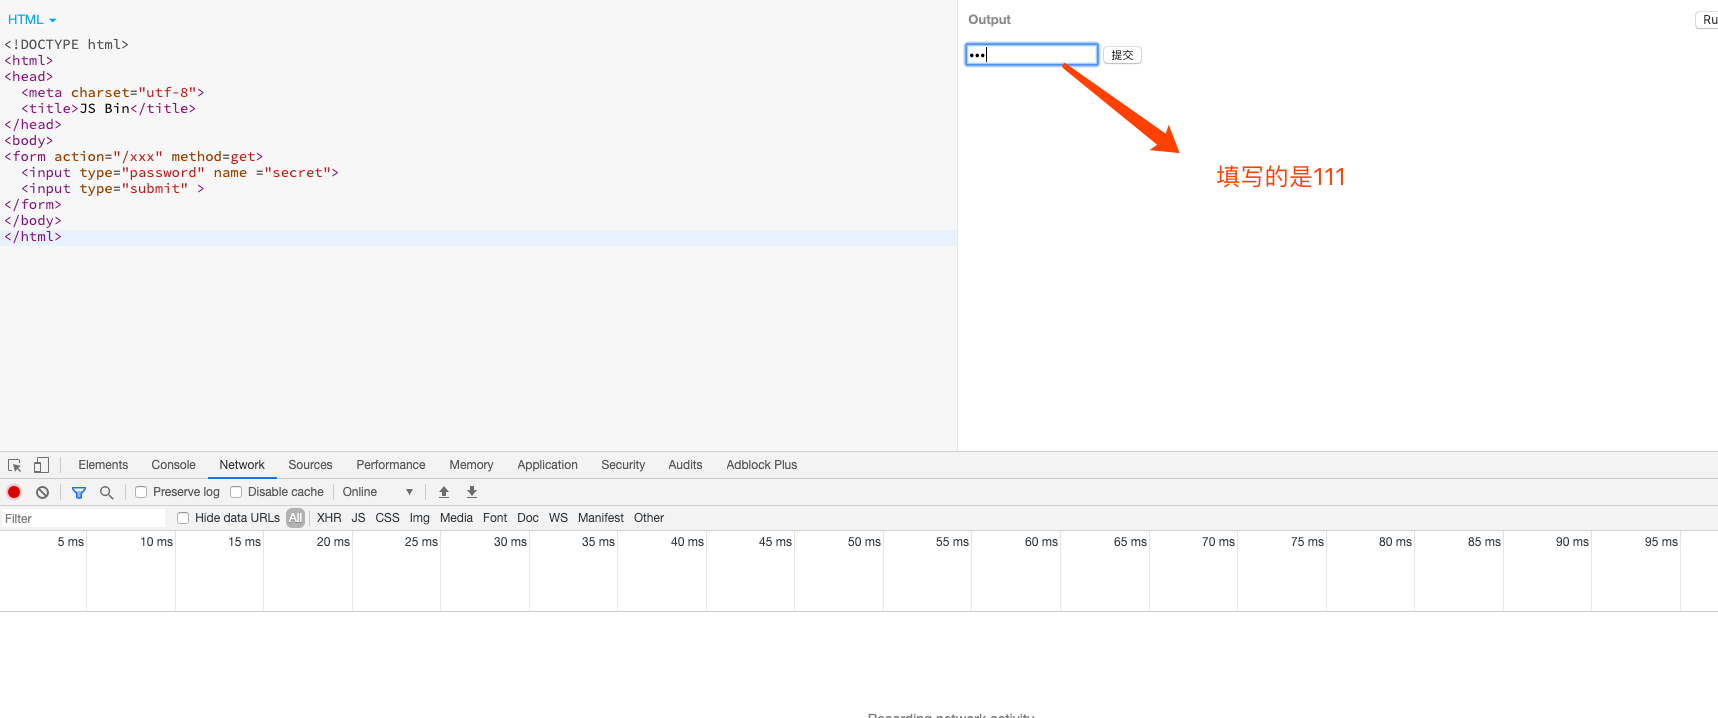 HTML
<!DOCTYPE html>
<html>
<head>
  <meta charset="utf-8">
  <title>JS Bin</title>
</head>
<body>
<form action="/xxx" method=get>
  <input type="password" name ="secret">
  <input type="submit" >
</form>
</body>
</html>
Output
Ru
••• 提交
填写的是111
Elements Console Network Sources Performance Memory Application Security Audits Adblock Plus
Preserve log Disable cache Online
Filter Hide data URLs All XHR JS CSS Img Media Font Doc WS Manifest Other
5 ms 10 ms 15 ms 20 ms 25 ms 30 ms 35 ms 40 ms 45 ms 50 ms 55 ms 60 ms 65 ms 70 ms 75 ms 80 ms 85 ms 90 ms 95 ms
Recording network activity